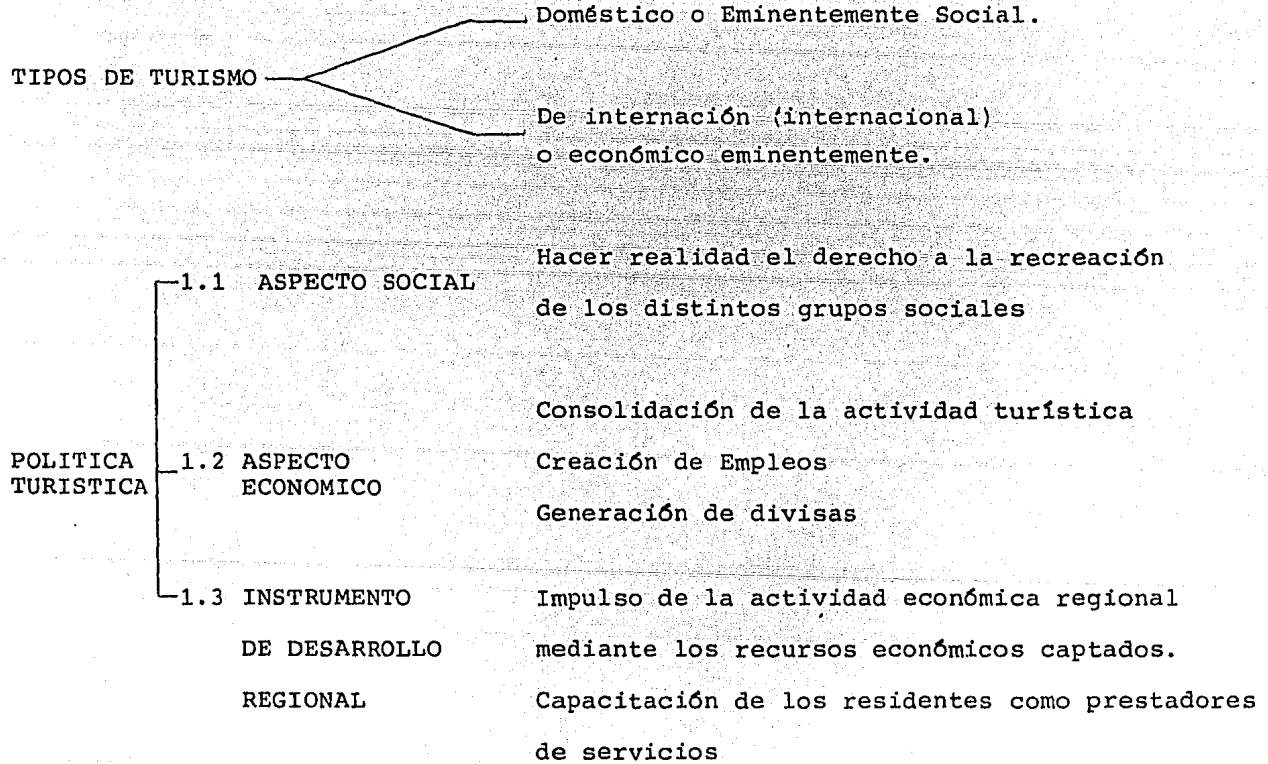 Doméstico o Eminentemente Social.
TIPOS DE TURISMO
De internación (internacional)
o económico eminentemente.
Hacer realidad el derecho a la recreación
1.1 ASPECTO SOCIAL
de los distintos grupos sociales
Consolidación de la actividad turística
POLITICA 1.2 ASPECTO Creación de Empleos
TURISTICA ECONOMICO
Generación de divisas
1.3 INSTRUMENTO Impulso de la actividad económica regional
DE DESARROLLO mediante los recursos económicos captados.
REGIONAL Capacitación de los residentes como prestadores
de servicios